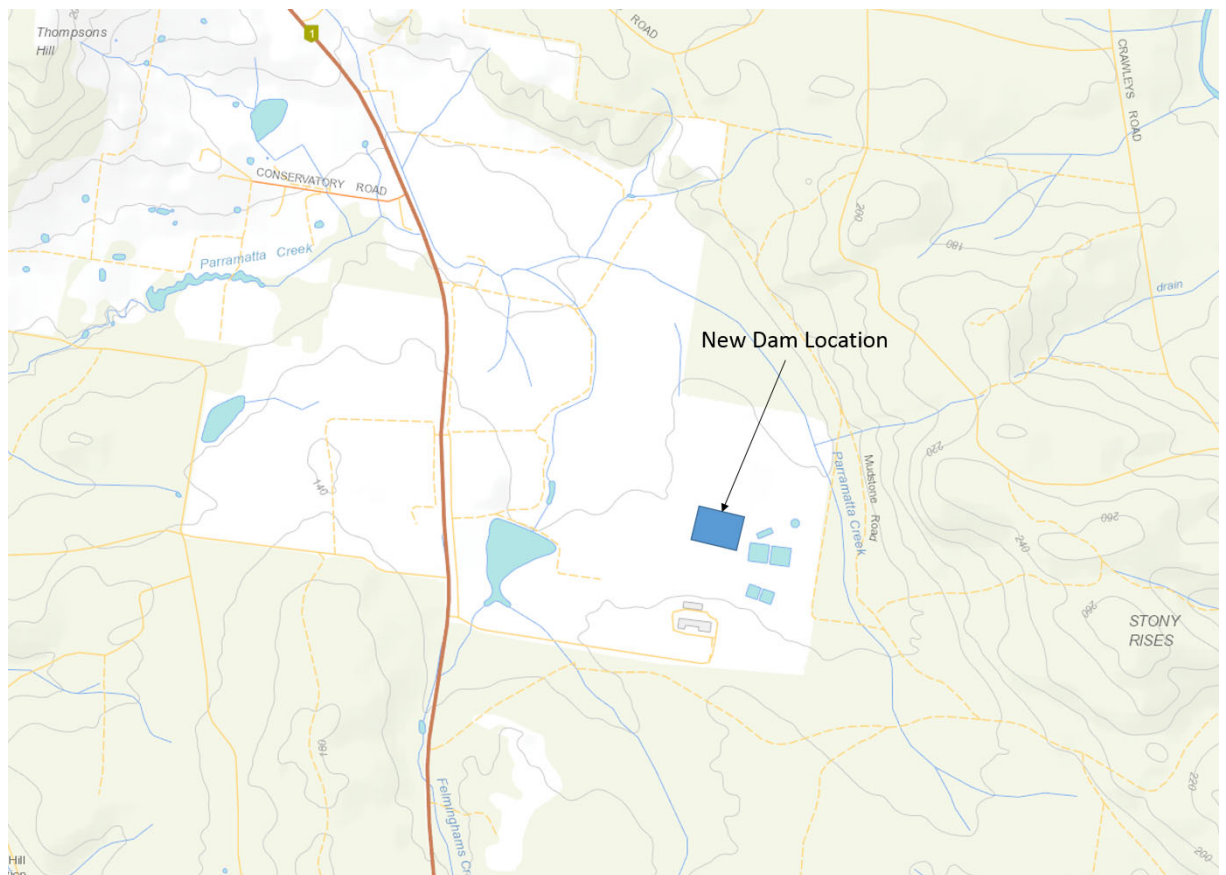 Thompsons
Hill
1
ROAD
CRAWLEYS ROAD
CONSERVATORY ROAD
Parramatta Creek
200
180
drain
New Dam Location
220
Mudstone Road
Parramatta Creek
140
260
240
260
STONY
RISES
180
220
Felminghams Cr
200
Hill